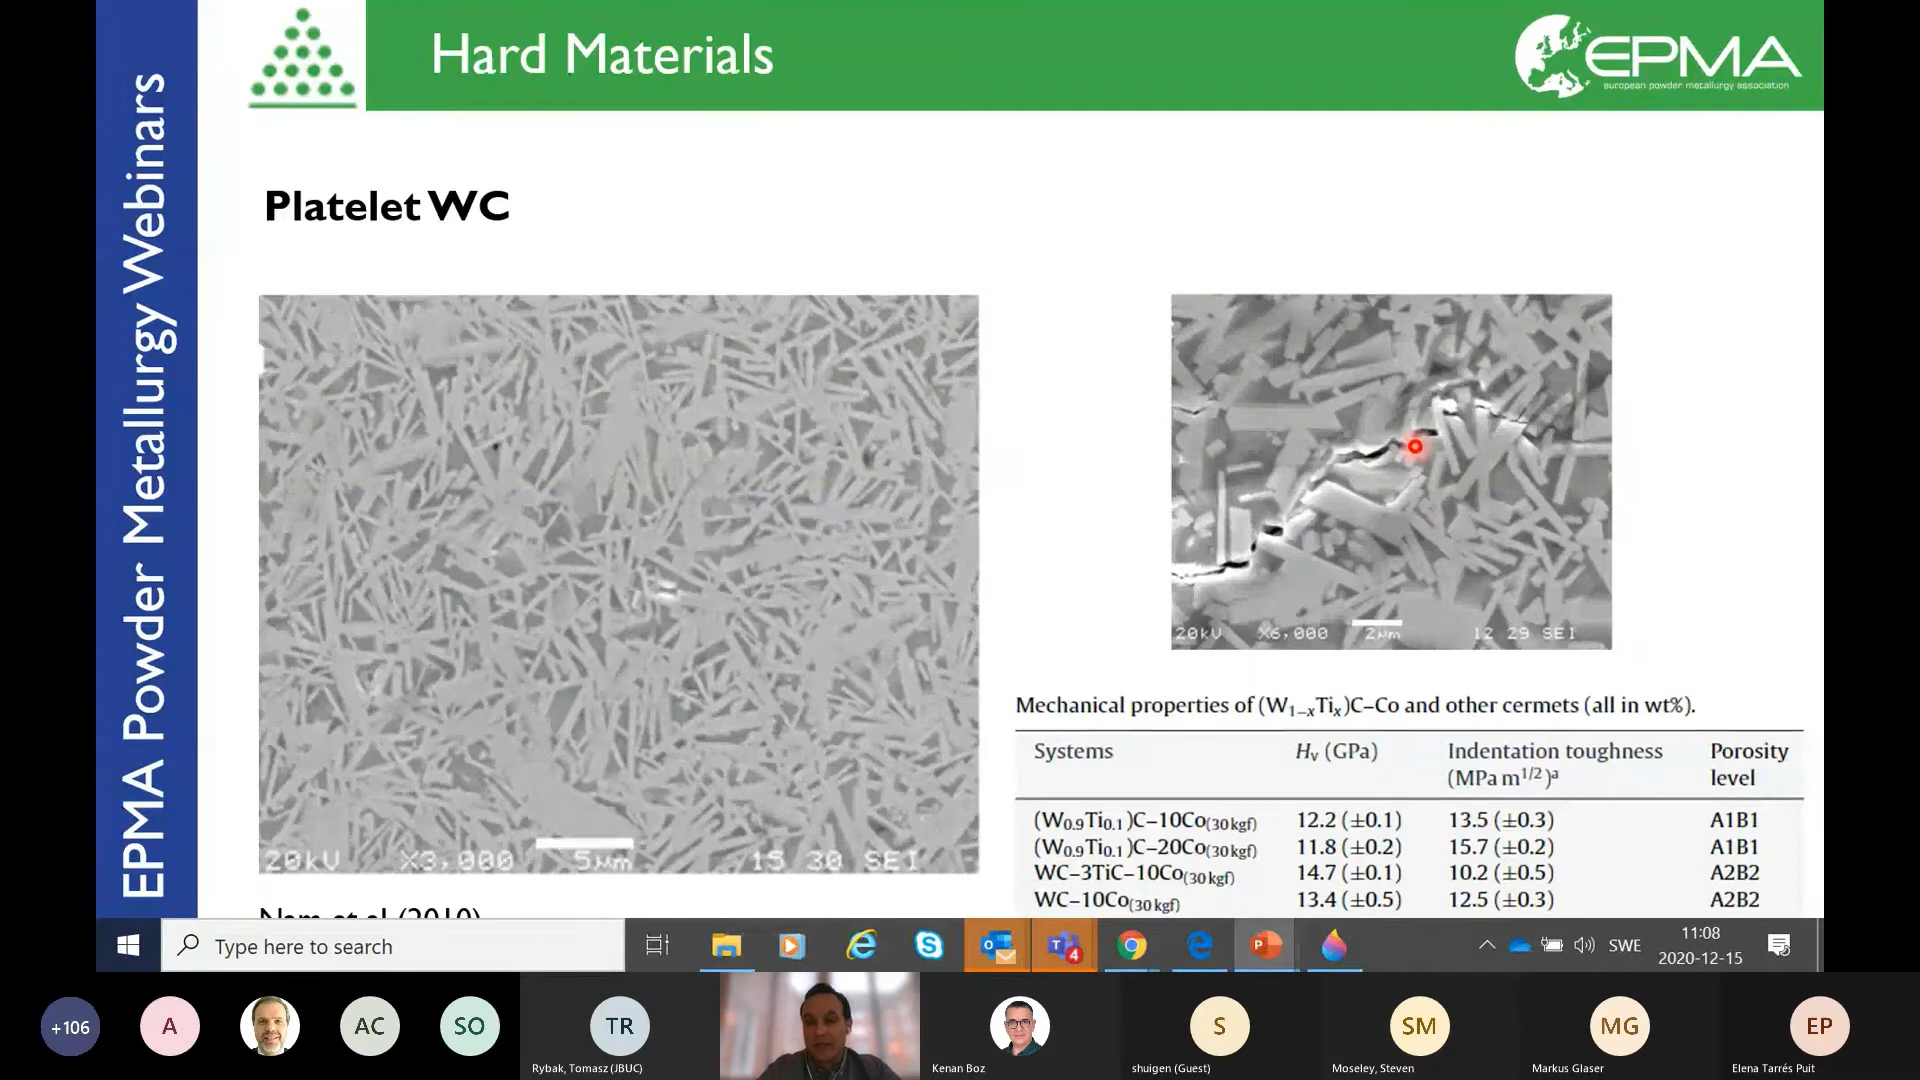 EPMA Powder Metallurgy Webinars
Hard Materials
EPMA
european powder metallurgy association
Platelet WC
20kV X3,000 5µm 15 30 SEI
20kV X6,000 2µm 12 29 SEI
Mechanical properties of (W1−xTix)C–Co and other cermets (all in wt%).
Systems Hv (GPa) Indentation toughness (MPa m1/2)a Porosity level
(W0.9Ti0.1)C–10Co(30 kgf) 12.2 (±0.1) 13.5 (±0.3) A1B1
(W0.9Ti0.1)C–20Co(30 kgf) 11.8 (±0.2) 15.7 (±0.2) A1B1
WC–3TiC–10Co(30 kgf) 14.7 (±0.1) 10.2 (±0.5) A2B2
WC–10Co(30 kgf) 13.4 (±0.5) 12.5 (±0.3) A2B2
Nam et al (2010)
Type here to search
4
SWE
11:08
2020-12-15
+106
A
AC
SO
TR
S
SM
MG
EP
Rybak, Tomasz (JBUC)
Kenan Boz
shuigen (Guest)
Moseley, Steven
Markus Glaser
Elena Tarrés Puit